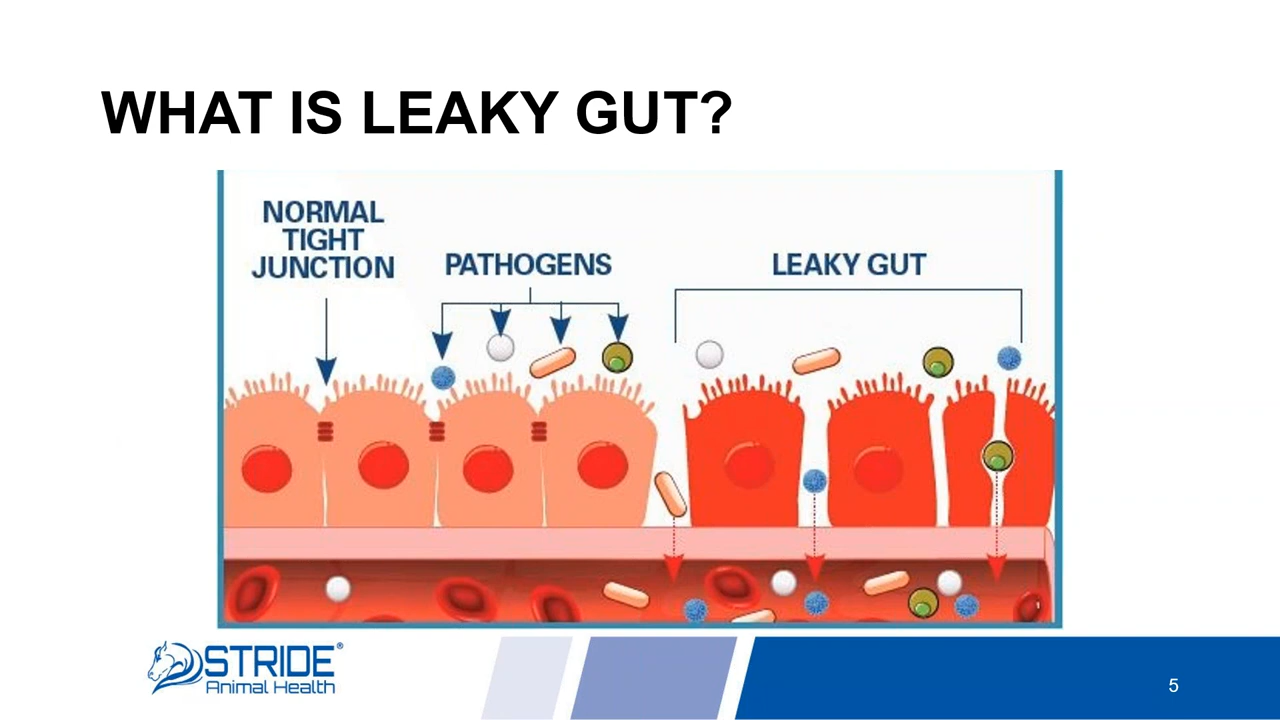 WHAT IS LEAKY GUT?
NORMAL
TIGHT
JUNCTION
PATHOGENS
LEAKY GUT
STRIDE®
Animal Health
5